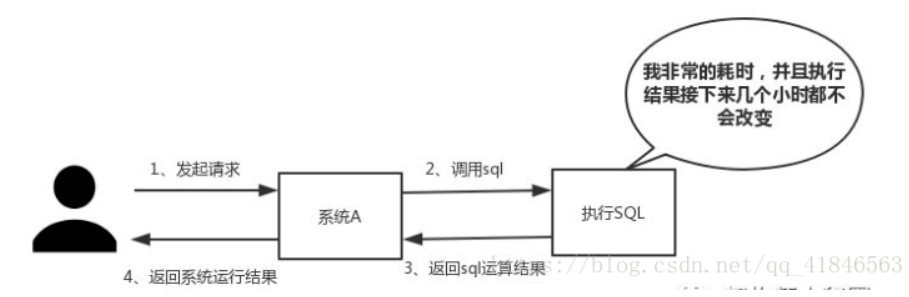 我非常的耗时，并且执行
结果接下来几个小时都不
会改变
1、发起请求
2、调用sql
系统A
执行SQL
3、返回sql运算结果
4、返回系统运行结果
https://blog.csdn.net/qq_41846563